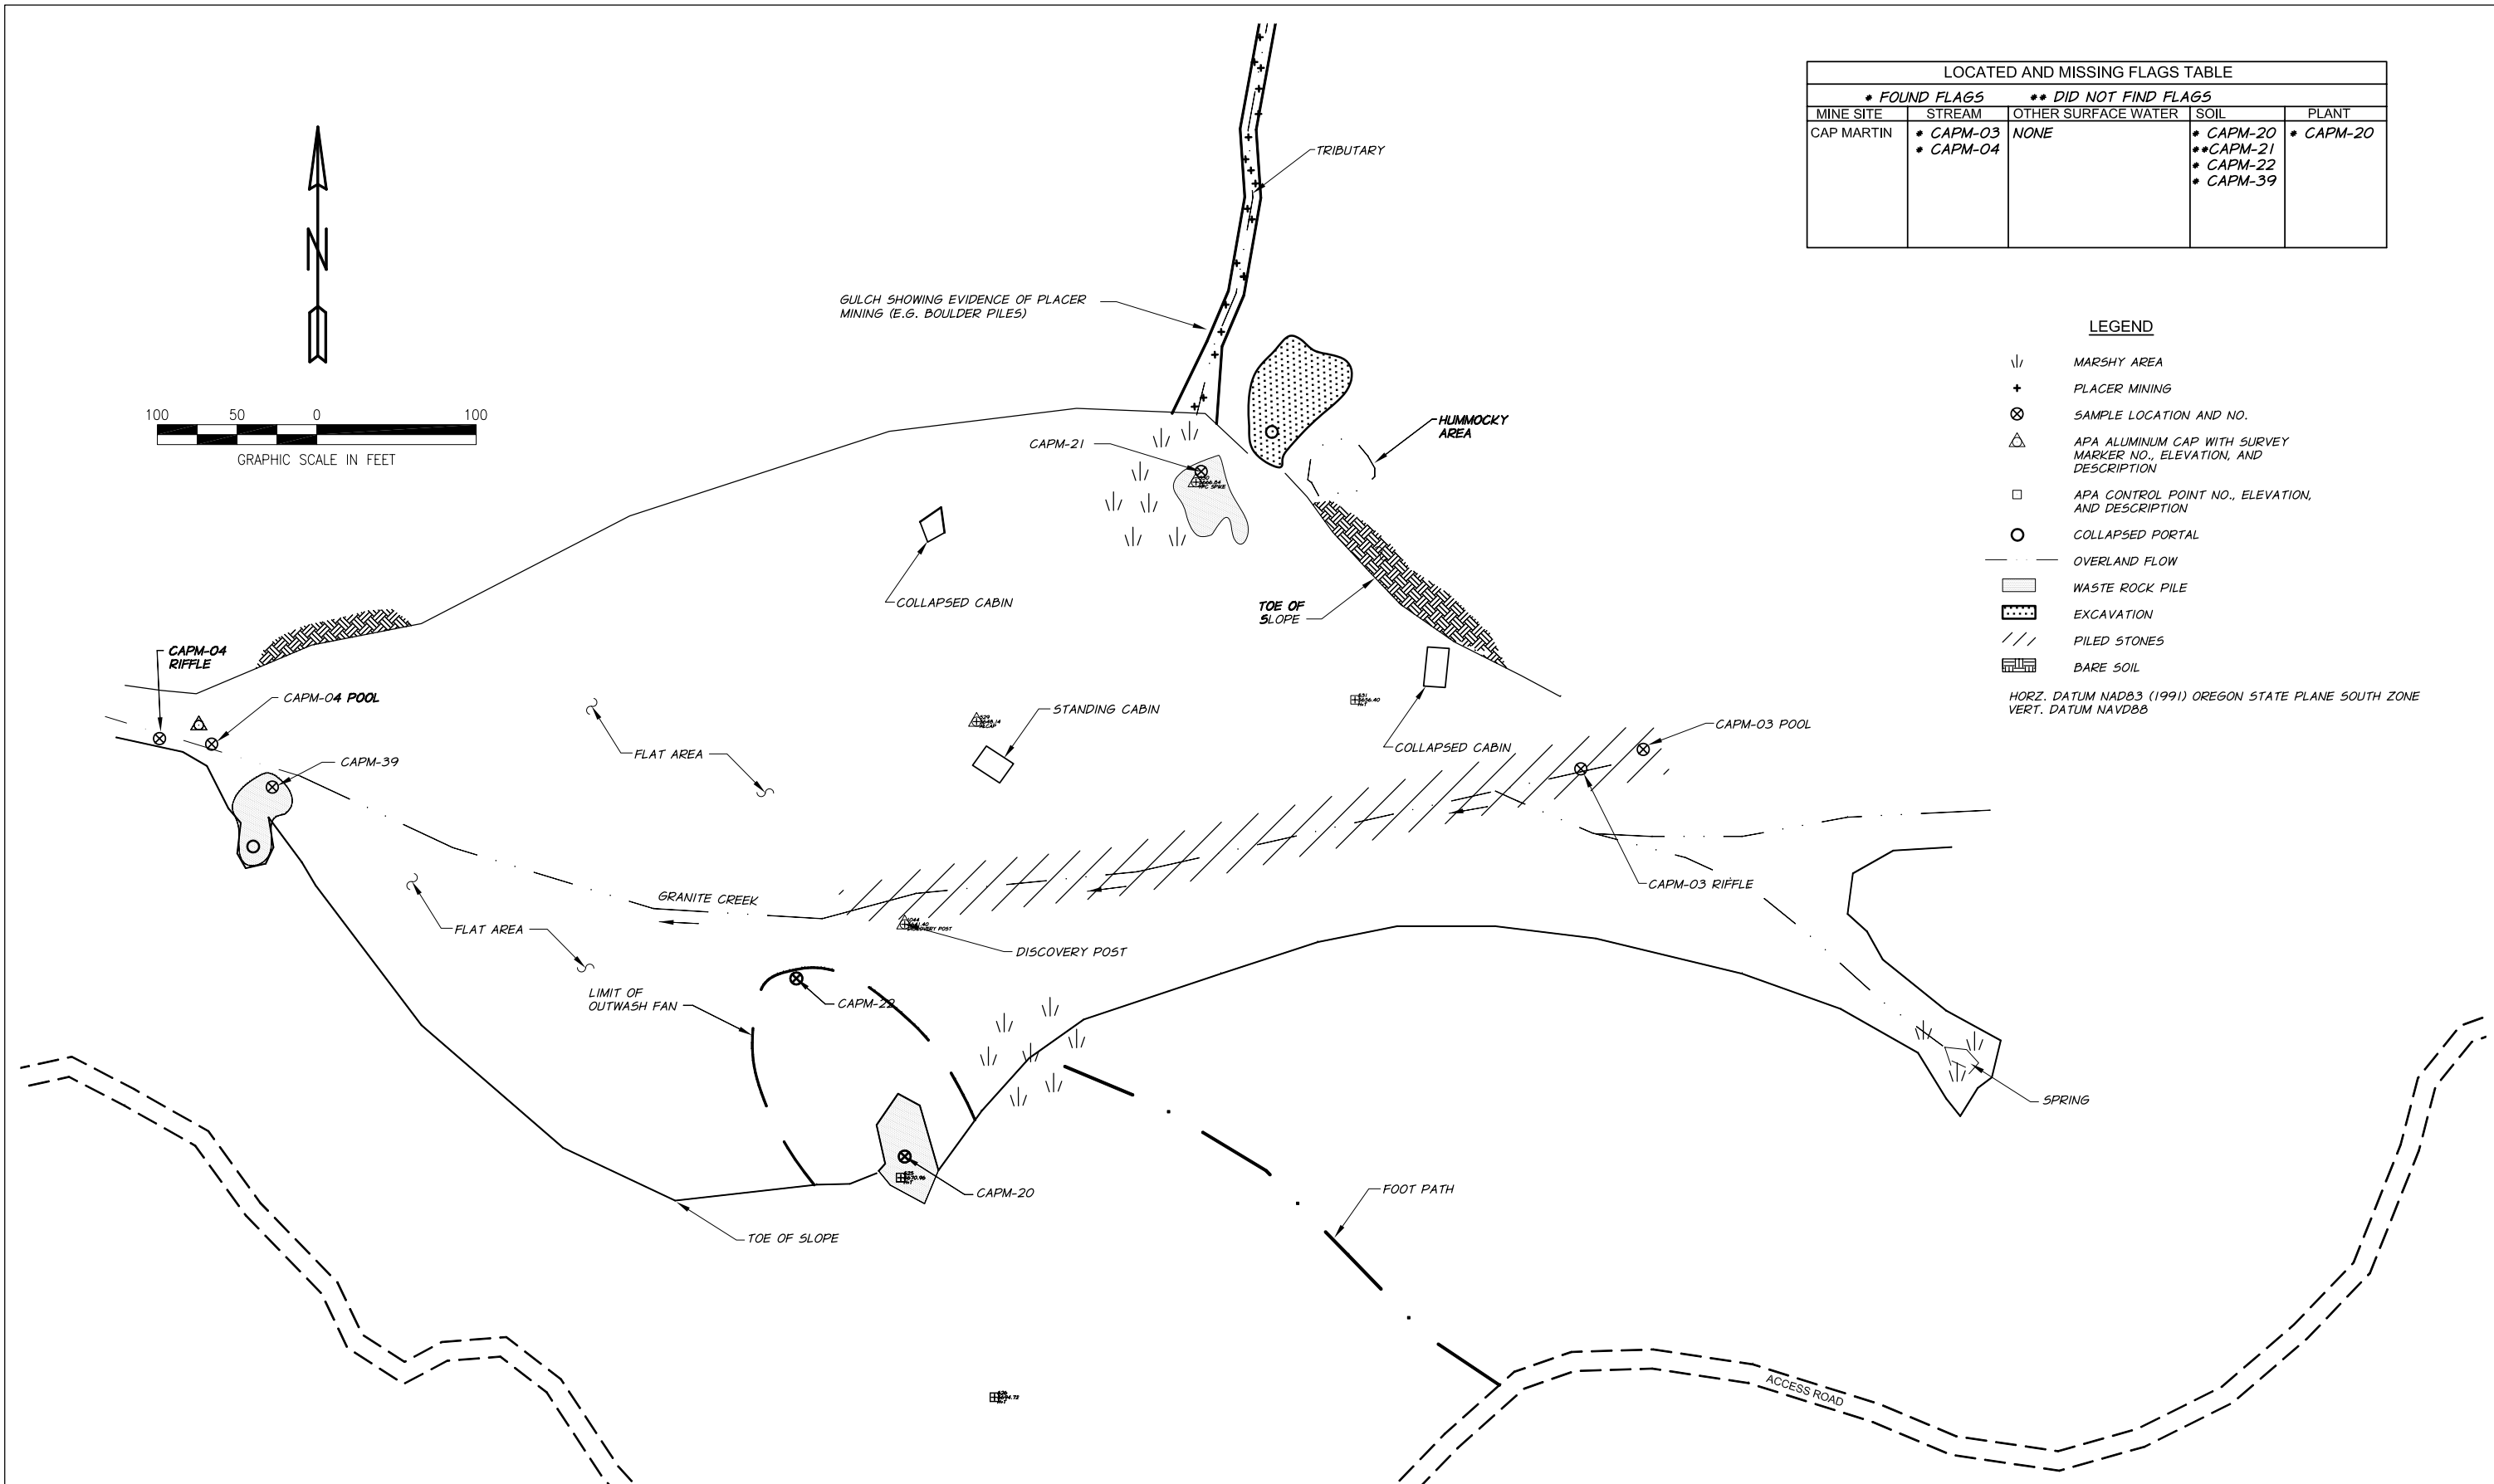 LOCATED AND MISSING FLAGS TABLE
* FOUND FLAGS ** DID NOT FIND FLAGS
MINE SITE STREAM OTHER SURFACE WATER SOIL PLANT
CAP MARTIN * CAPM-03 NONE * CAPM-20 * CAPM-20
* CAPM-04 **CAPM-21
* CAPM-22
* CAPM-39
N
100 50 0 100
GRAPHIC SCALE IN FEET
TRIBUTARY
GULCH SHOWING EVIDENCE OF PLACER
MINING (E.G. BOULDER PILES)
HUMMOCKY
AREA
CAPM-21
SPIKE
COLLAPSED CABIN
TOE OF
SLOPE
LEGEND
MARSHY AREA
PLACER MINING
SAMPLE LOCATION AND NO.
APA ALUMINUM CAP WITH SURVEY
MARKER NO., ELEVATION, AND
DESCRIPTION
APA CONTROL POINT NO., ELEVATION,
AND DESCRIPTION
COLLAPSED PORTAL
OVERLAND FLOW
WASTE ROCK PILE
EXCAVATION
PILED STONES
BARE SOIL
HORZ. DATUM NAD83 (1991) OREGON STATE PLANE SOUTH ZONE
VERT. DATUM NAVD88
CAPM-04
RIFFLE
CAPM-04 POOL
CAPM-39
FLAT AREA
STANDING CABIN
COLLAPSED CABIN
CAPM-03 POOL
CAPM-03 RIFFLE
GRANITE CREEK
FLAT AREA
DISCOVERY POST
DISCOVERY POST
LIMIT OF
OUTWASH FAN
CAPM-22
CAPM-20
TOE OF SLOPE
SPRING
FOOT PATH
ACCESS ROAD